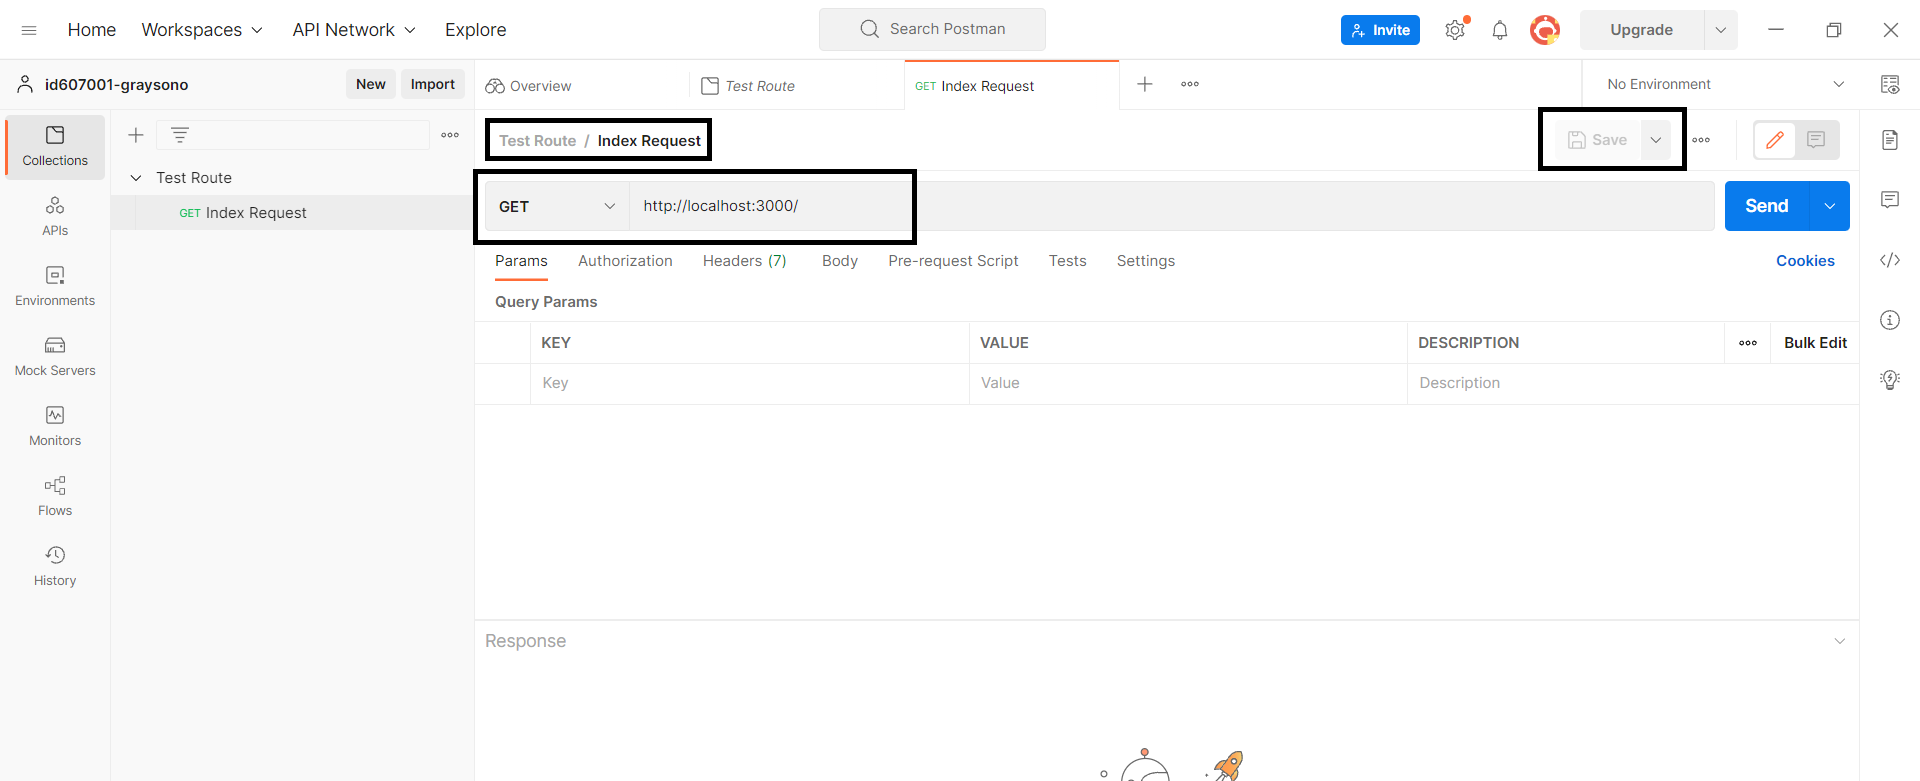 Home Workspaces API Network Explore Search Postman Invite Upgrade
id607001-graysono New Import Overview Test Route GET Index Request No Environment
Collections
APIs
Environments
Mock Servers
Monitors
Flows
History
Test Route
GET Index Request
Test Route / Index Request Save
GET http://localhost:3000/ Send
Params Authorization Headers (7) Body Pre-request Script Tests Settings Cookies
Query Params
KEY VALUE DESCRIPTION Bulk Edit
Key Value Description
Response